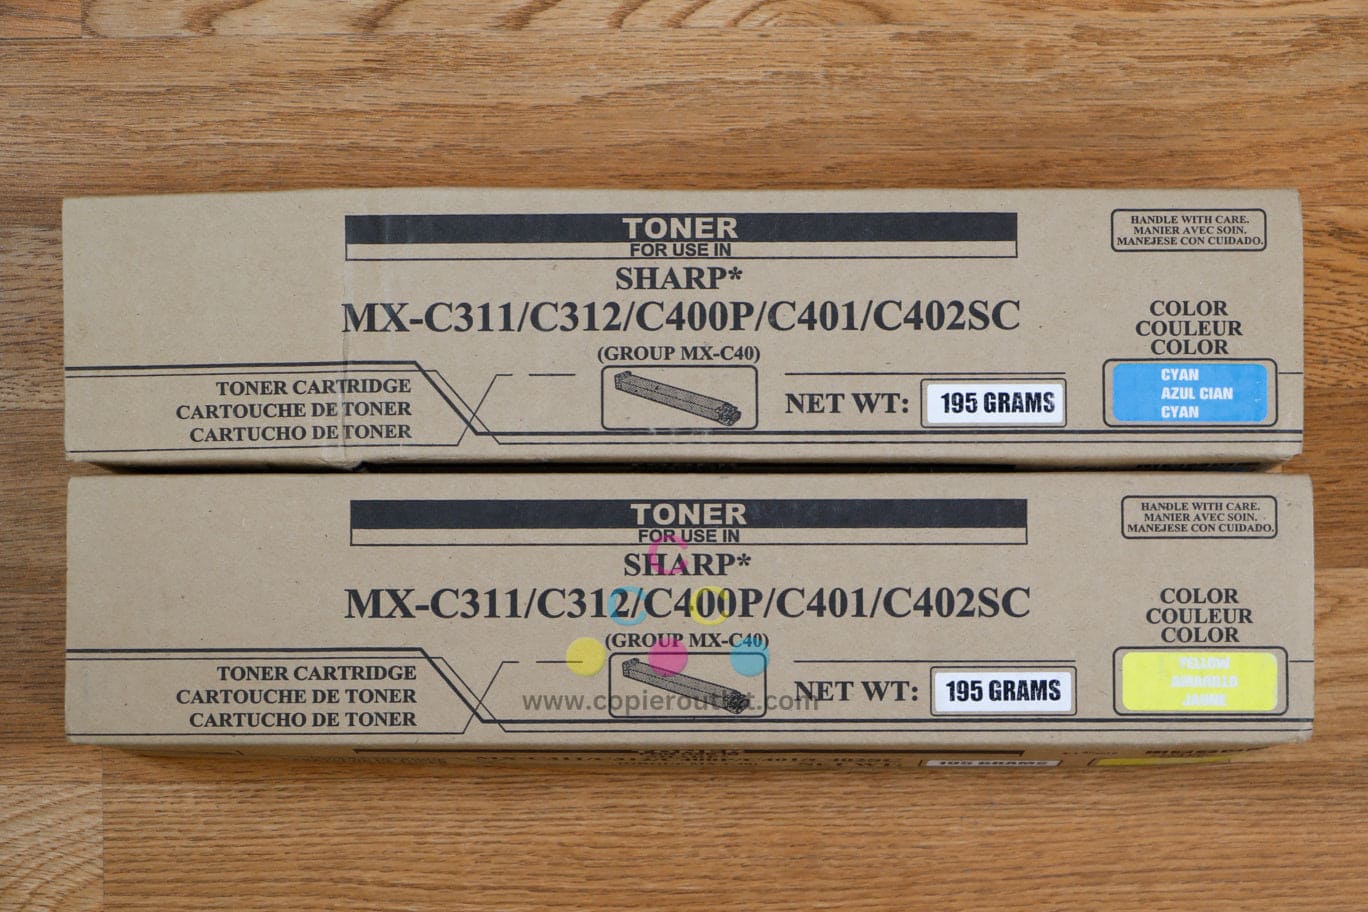 TONER
FOR USE IN
SHARP*
MX-C311/C312/C400P/C401/C402SC
(GROUP MX-C40)
HANDLE WITH CARE.
MANIER AVEC SOIN.
MANEJESE CON CUIDADO.
COLOR
COULEUR
COLOR
TONER CARTRIDGE
CARTOUCHE DE TONER
CARTUCHO DE TONER
NET WT: 195 GRAMS
CYAN
AZUL CIAN
CYAN
TONER
FOR USE IN
SHARP*
MX-C311/C312/C400P/C401/C402SC
(GROUP MX-C40)
HANDLE WITH CARE.
MANIER AVEC SOIN.
MANEJESE CON CUIDADO.
COLOR
COULEUR
COLOR
TONER CARTRIDGE
CARTOUCHE DE TONER
CARTUCHO DE TONER
NET WT: 195 GRAMS
YELLOW
AMARILLO
JAUNE
www.copieroutlet.com
195 GRAMS